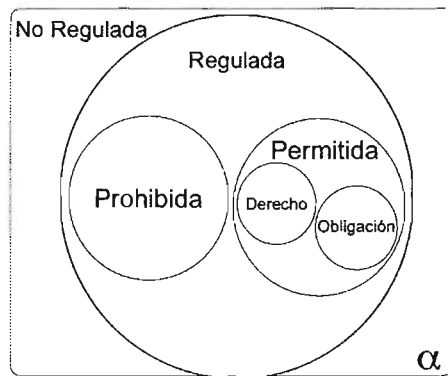 No Regulada
Regulada
Permitida
Prohibida
Derecho
Obligación
α